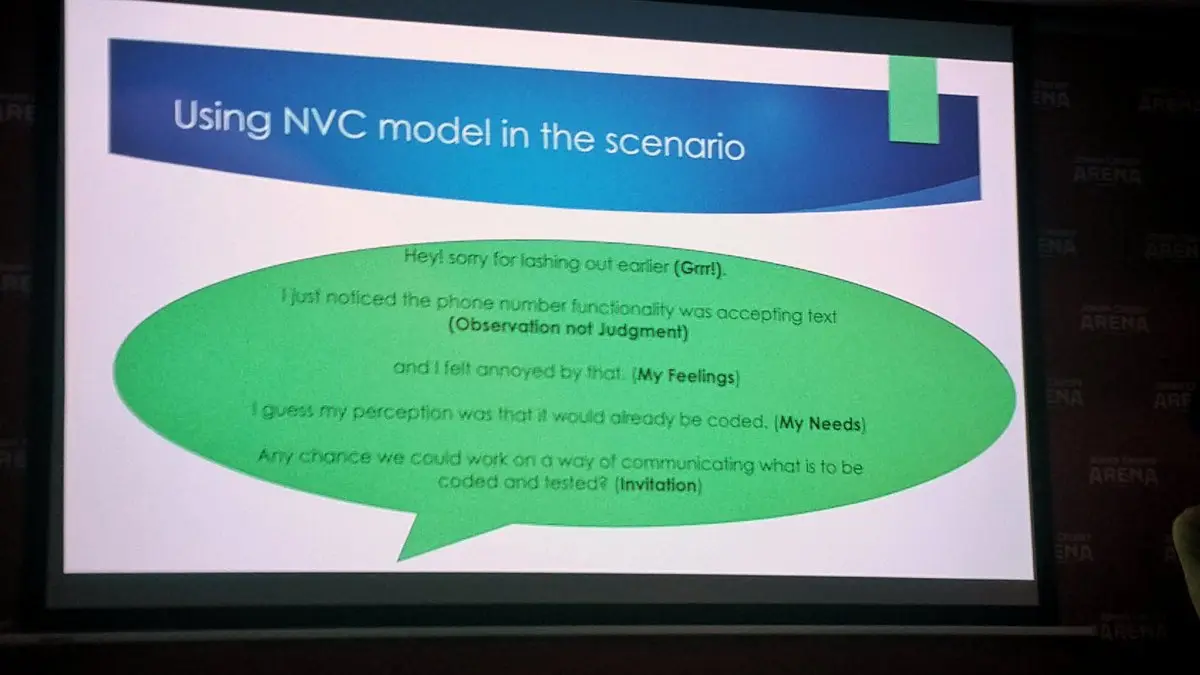 Using NVC model in the scenario
Hey! sorry for lashing out earlier (Grrr!).
I just noticed the phone number functionality was accepting text
(Observation not Judgment)
and I felt annoyed by that. (My Feelings)
I guess my perception was that it would already be coded. (My Needs)
Any chance we could work on a way of communicating what is to be
coded and tested? (Invitation)
ARENA
ARENA
ARENA